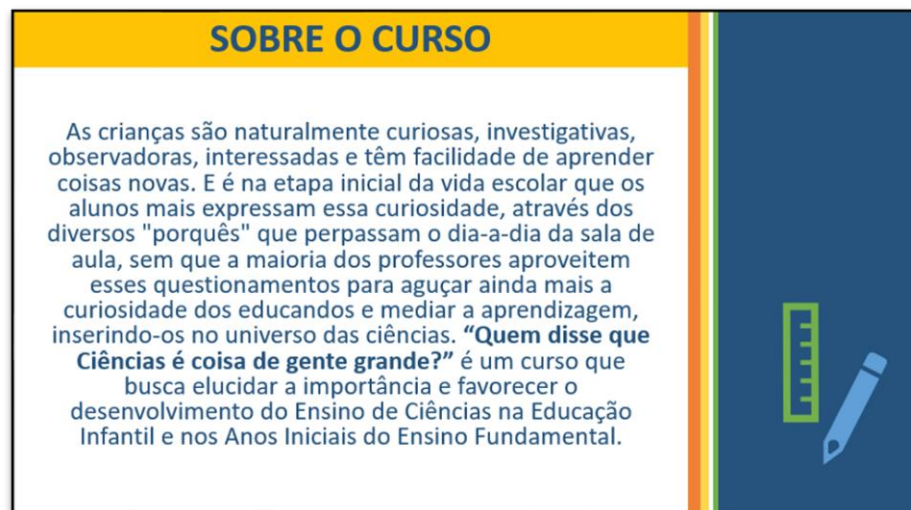 SOBRE O CURSO
As crianças são naturalmente curiosas, investigativas,
observadoras, interessadas e têm facilidade de aprender
coisas novas. E é na etapa inicial da vida escolar que os
alunos mais expressam essa curiosidade, através dos
diversos "porquês" que perpassam o dia-a-dia da sala de
aula, sem que a maioria dos professores aproveitem
esses questionamentos para aguçar ainda mais a
curiosidade dos educandos e mediar a aprendizagem,
inserindo-os no universo das ciências. “Quem disse que
Ciências é coisa de gente grande?” é um curso que
busca elucidar a importância e favorecer o
desenvolvimento do Ensino de Ciências na Educação
Infantil e nos Anos Iniciais do Ensino Fundamental.